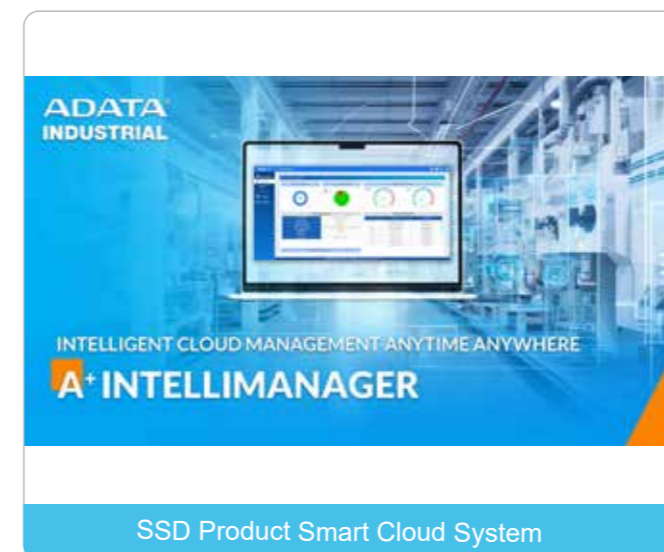 ADATA
INDUSTRIAL
INTELLIGENT CLOUD MANAGEMENT ANYTIME ANYWHERE
A+ INTELLIMANAGER
SSD Product Smart Cloud System